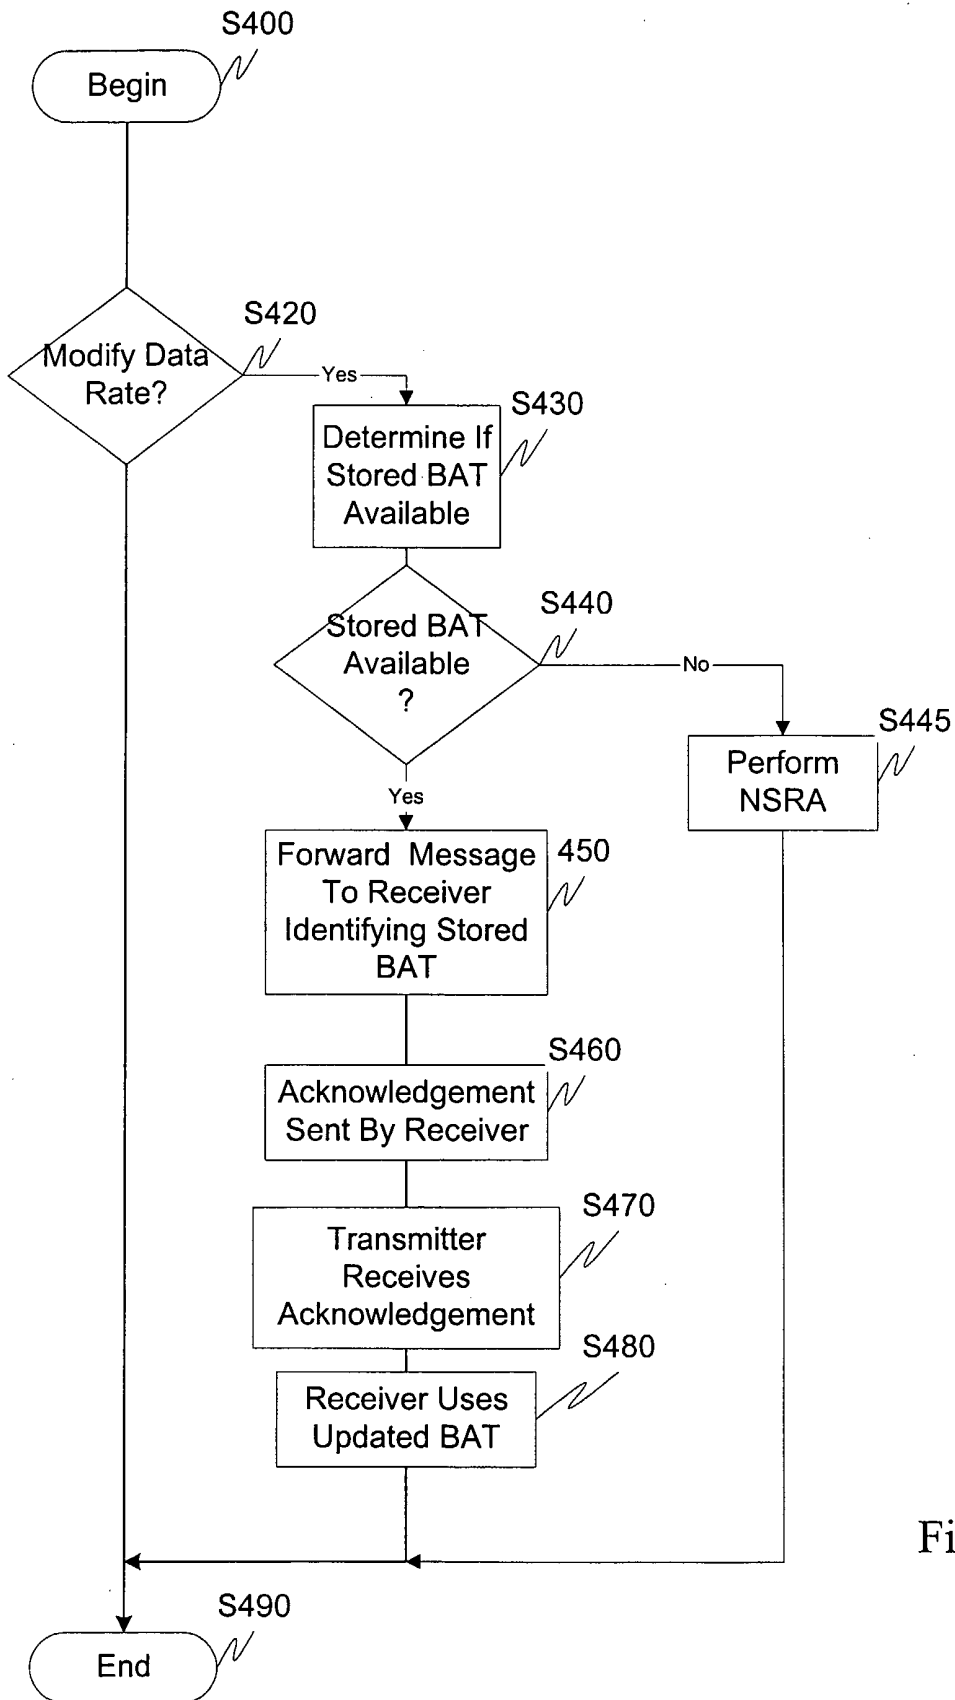 S400
Begin
S420
Modify Data
Rate?
Yes
S430
Determine If
Stored BAT
Available
S440
Stored BAT
Available
?
No
S445
Perform
NSRA
Yes
450
Forward Message
To Receiver
Identifying Stored
BAT
S460
Acknowledgement
Sent By Receiver
S470
Transmitter
Receives
Acknowledgement
S480
Receiver Uses
Updated BAT
Fi
S490
End